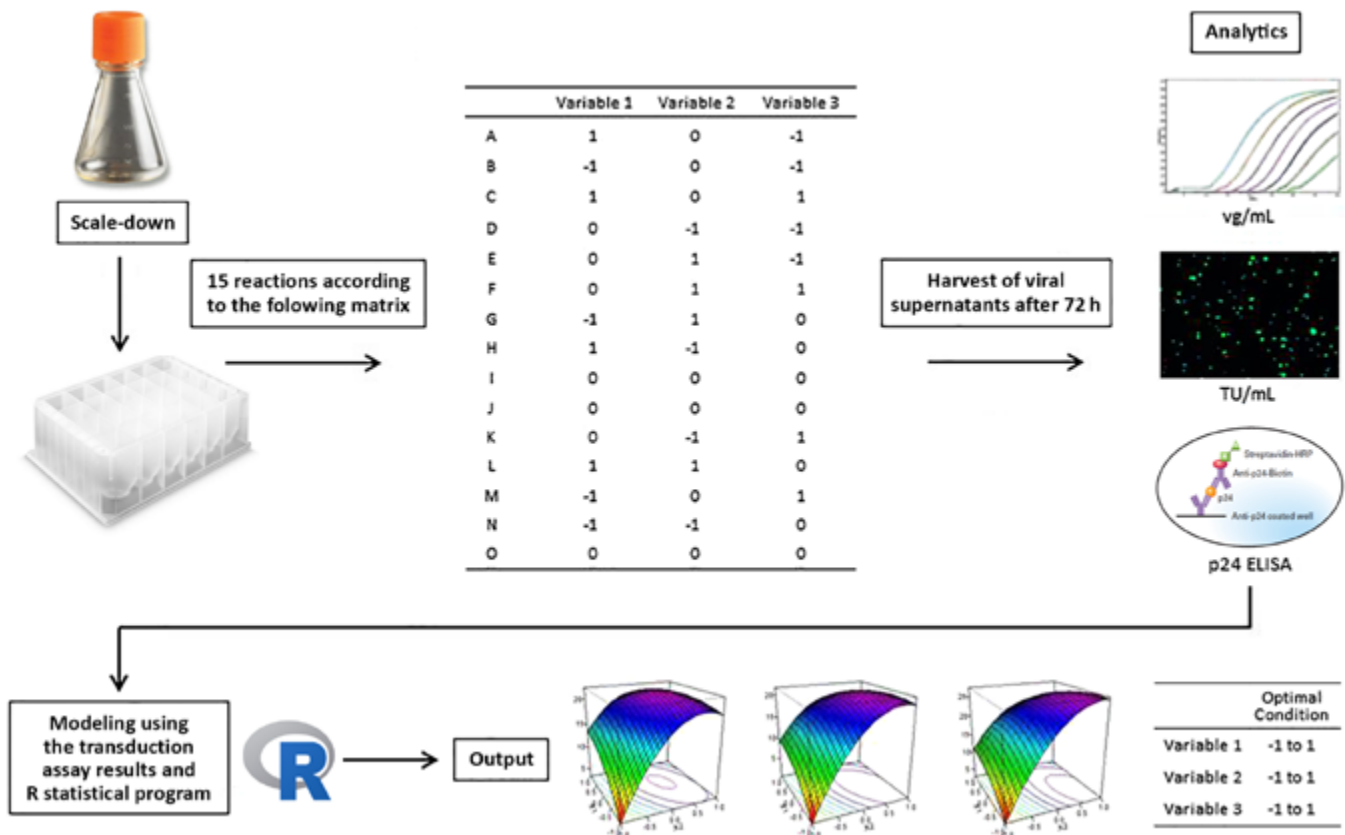 Scale-down
15 reactions according
to the folowing matrix
Variable 1 Variable 2 Variable 3
A 1 0 -1
B -1 0 -1
C 1 0 1
D 0 -1 -1
E 0 1 -1
F 0 1 1
G -1 1 0
H 1 -1 0
I 0 0 0
J 0 0 0
K 0 -1 1
L 1 1 0
M -1 0 1
N -1 -1 0
O 0 0 0
Harvest of viral
supernatants after 72 h
Analytics
vg/mL
TU/mL
Streptavidin-HRP
Anti-p24-Biotin
p24
Anti-p24 coated well
p24 ELISA
Modeling using
the transduction
assay results and
R statistical program
R
Output
Optimal
Condition
Variable 1 -1 to 1
Variable 2 -1 to 1
Variable 3 -1 to 1